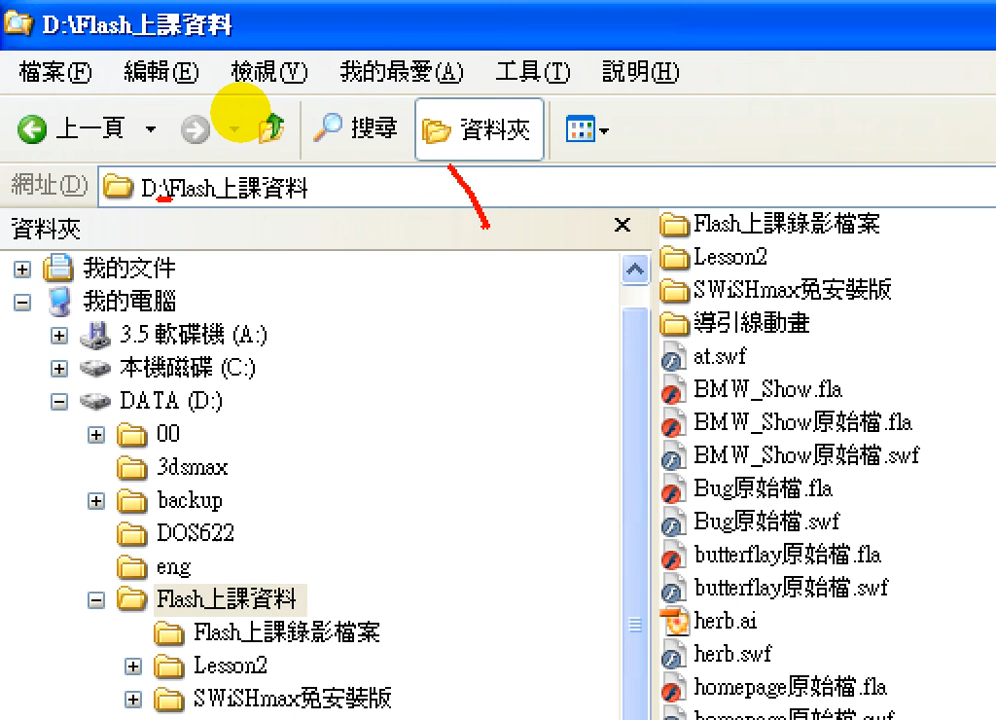 D:\Flash上課資料
檔案(F) 編輯(E) 檢視(V) 我的最愛(A) 工具(T) 說明(H)
上一頁 搜尋 資料夾
網址(D) D:\Flash上課資料
資料夾
我的文件
我的電腦
3.5 軟碟機 (A:)
本機磁碟 (C:)
DATA (D:)
00
3dsmax
backup
DOS622
eng
Flash上課資料
Flash上課錄影檔案
Lesson2
SWiSHmax免安裝版
Flash上課錄影檔案
Lesson2
SWiSHmax免安裝版
導引線動畫
at.swf
BMW_Show.fla
BMW_Show原始檔.fla
BMW_Show原始檔.swf
Bug原始檔.fla
Bug原始檔.swf
butterflay原始檔.fla
butterflay原始檔.swf
herb.ai
herb.swf
homepage原始檔.fla